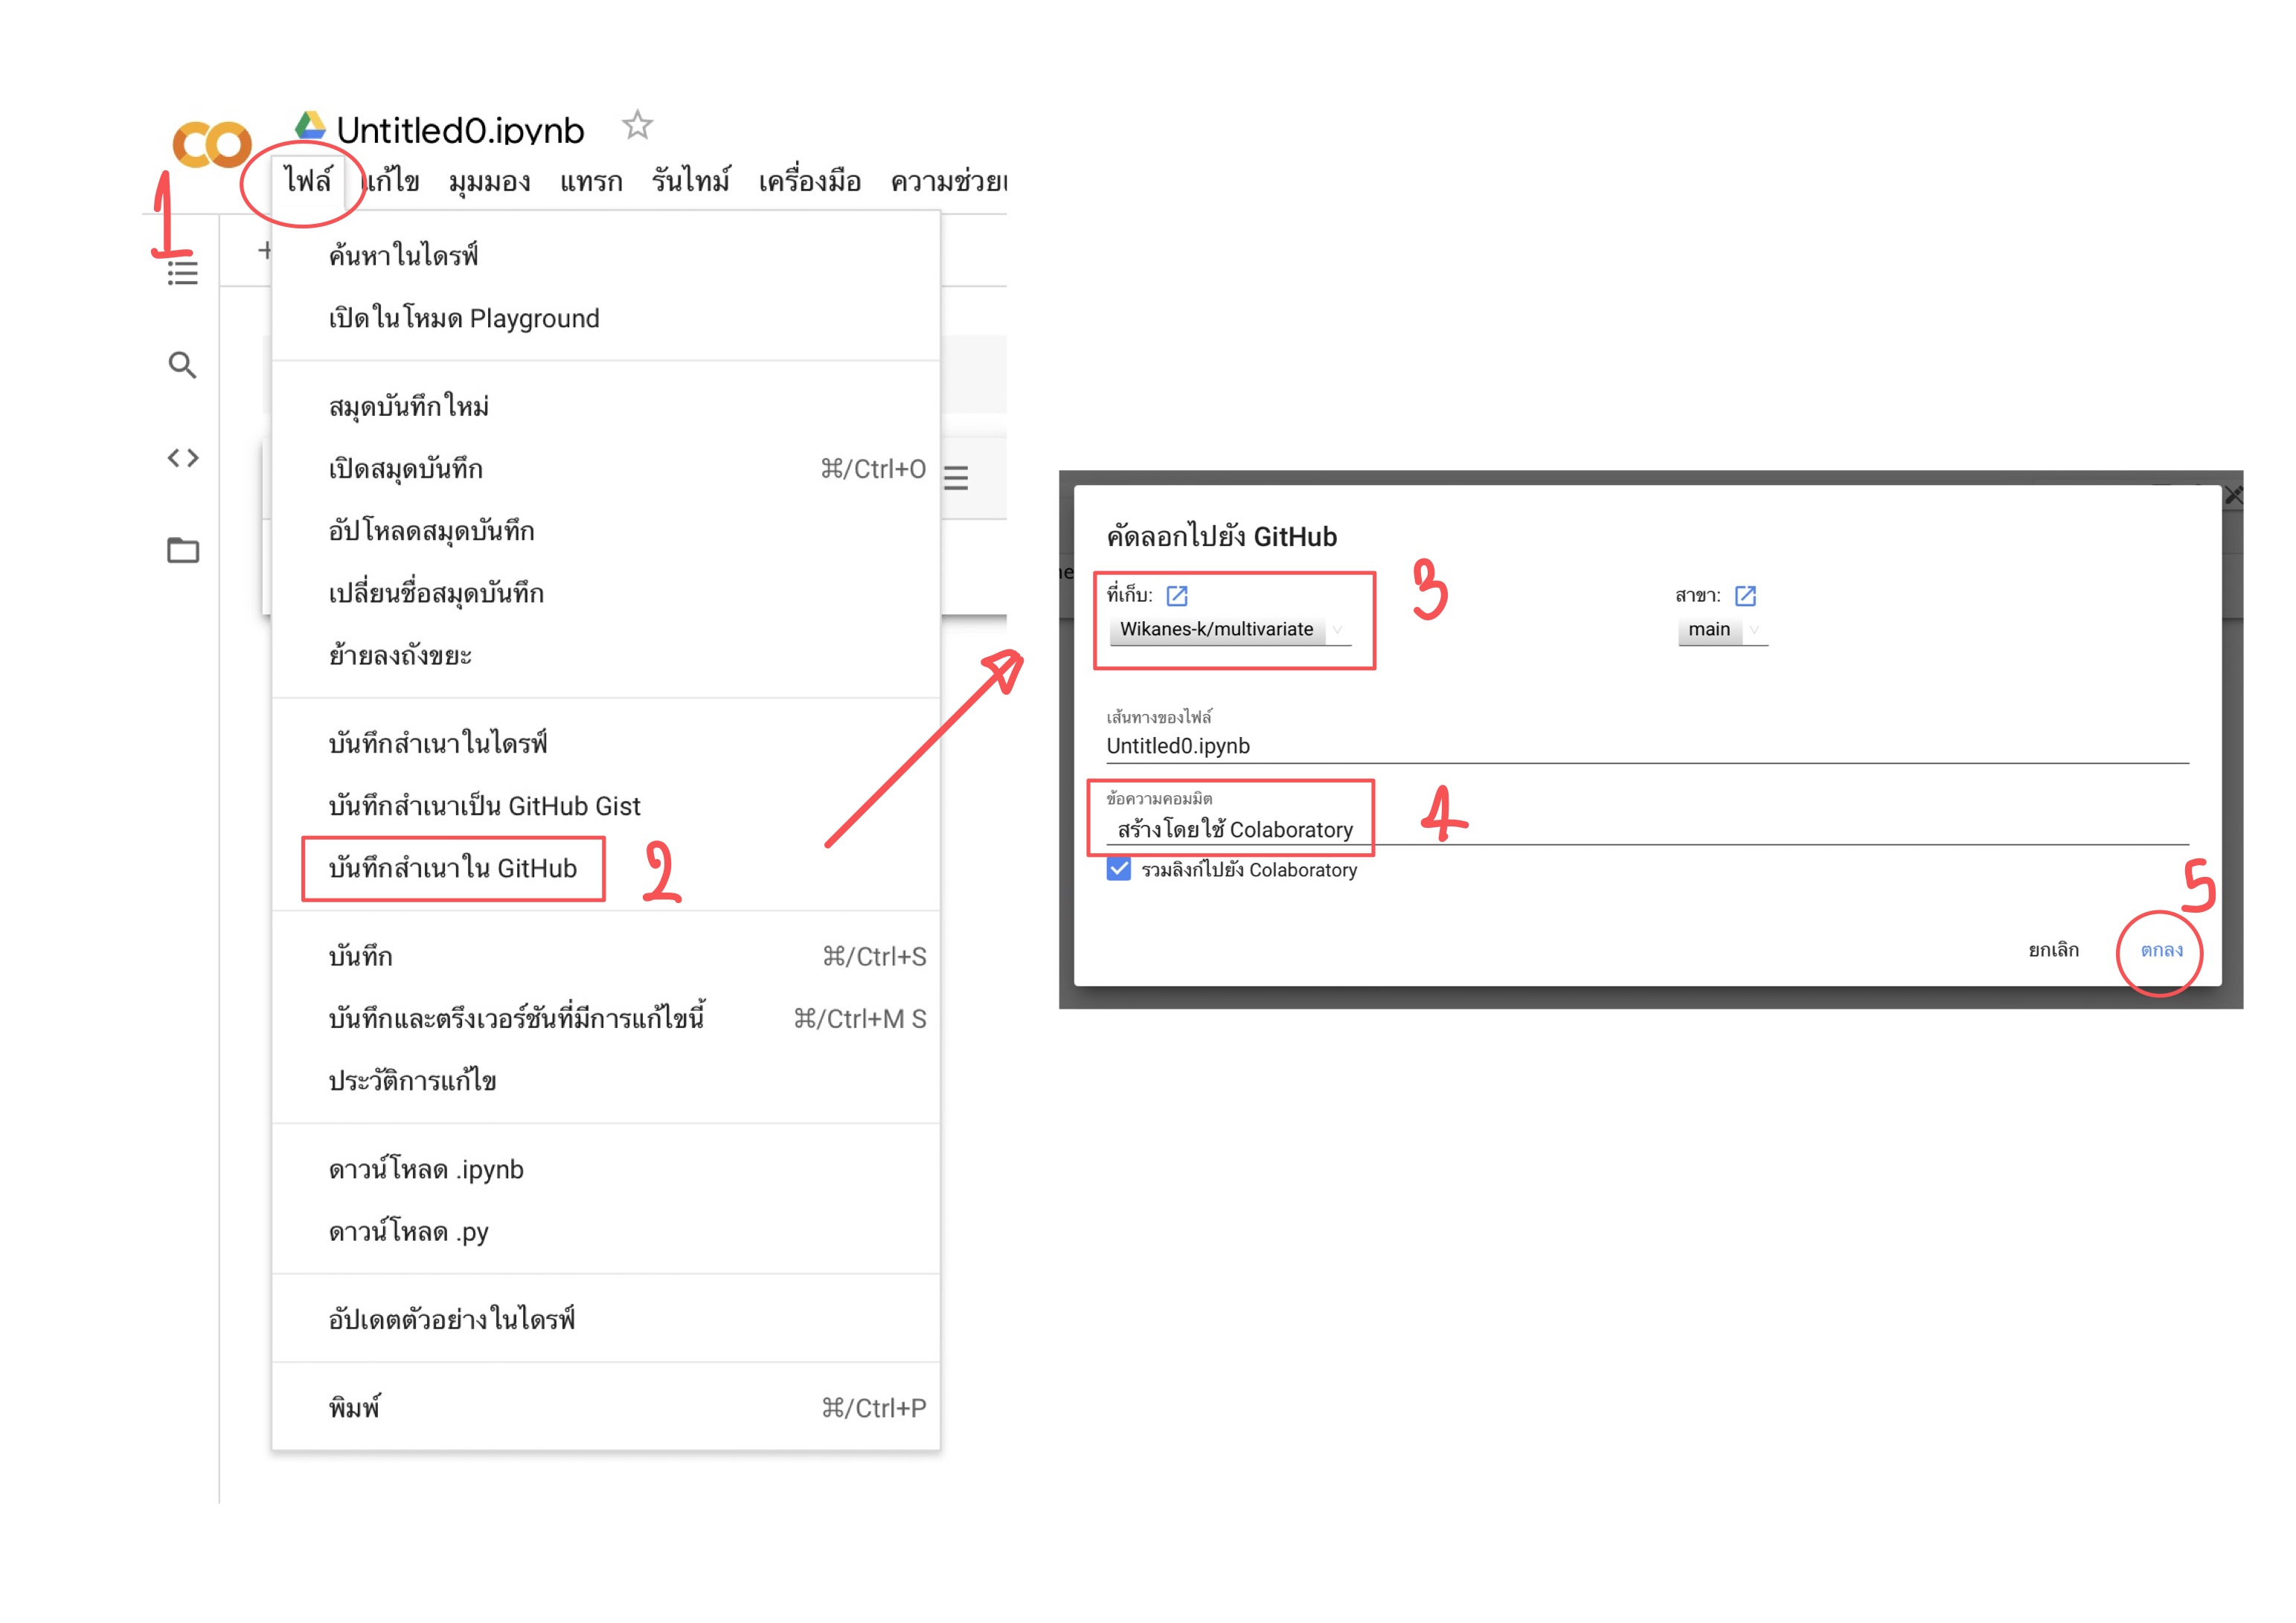 Untitled0.ipynb
ไฟล์ แก้ไข มุมมอง แทรก รันไทม์ เครื่องมือ ความช่วยเ
1
+
ค้นหาในไดรฟ์
เปิดในโหมด Playground
สมุดบันทึกใหม่
เปิดสมุดบันทึก ⌘/Ctrl+O
อัปโหลดสมุดบันทึก
เปลี่ยนชื่อสมุดบันทึก
ย้ายลงถังขยะ
บันทึกสำเนาในไดรฟ์
บันทึกสำเนาเป็น GitHub Gist
บันทึกสำเนาใน GitHub 2
บันทึก ⌘/Ctrl+S
บันทึกและตรึงเวอร์ชันที่มีการแก้ไขนี้ ⌘/Ctrl+M S
ประวัติการแก้ไข
ดาวน์โหลด .ipynb
ดาวน์โหลด .py
อัปเดตตัวอย่างในไดรฟ์
พิมพ์ ⌘/Ctrl+P
คัดลอกไปยัง GitHub
ที่เก็บ: 3 สาขา:
Wikanes-k/multivariate main
เส้นทางของไฟล์
Untitled0.ipynb
ข้อความคอมมิต
สร้างโดยใช้ Colaboratory 4
รวมลิงก์ไปยัง Colaboratory
5
ยกเลิก ตกลง